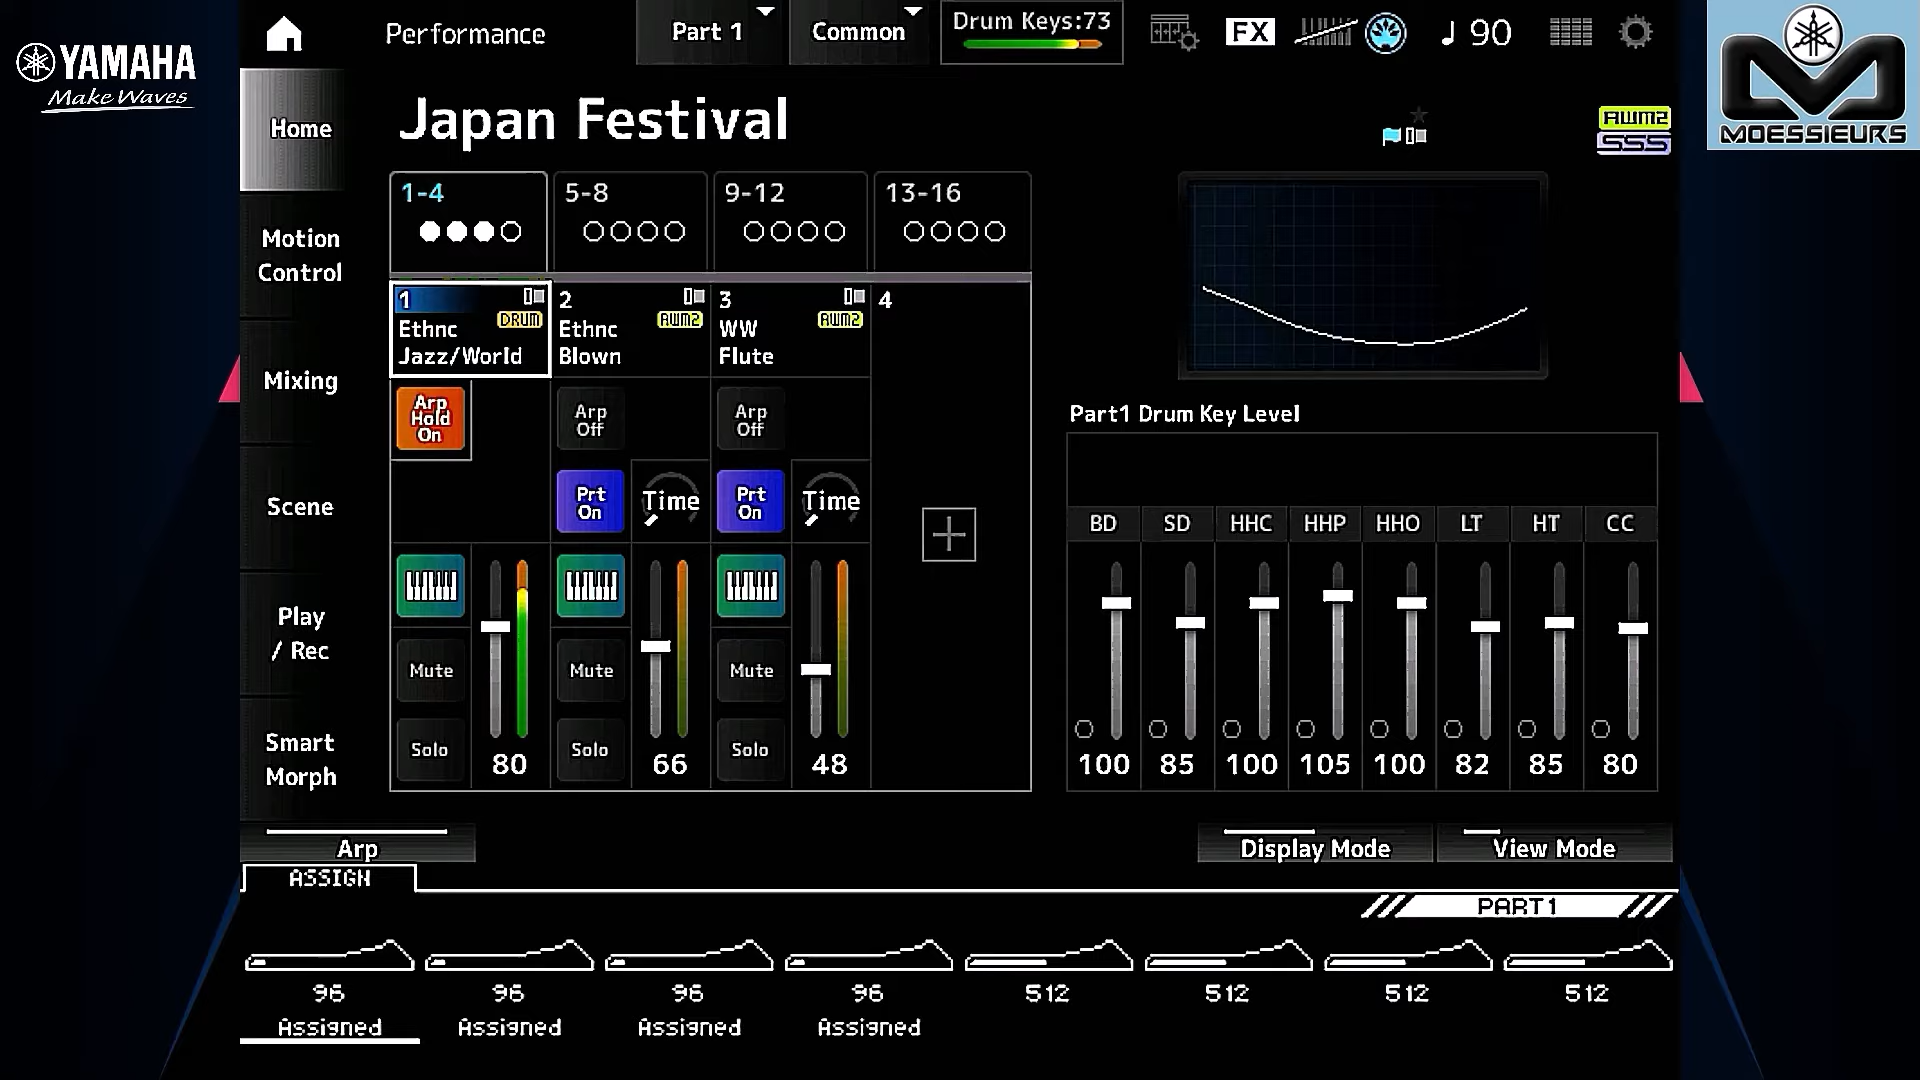 YAMAHA
Make Waves
Performance
Part 1
Common
Drum Keys:73
FX
♩ 90
MOESSIEURS
Home
Japan Festival
AWM2
SSS
1-4
5-8
9-12
13-16
Motion
Control
1
DRUM
Ethnc
Jazz/World
2
AWM2
Ethnc
Blown
3
AWM2
WW
Flute
4
Mixing
Arp
Hold
On
Arp
Off
Arp
Off
Part1 Drum Key Level
Scene
Prt
On
Time
Prt
On
Time
BD
SD
HHC
HHP
HHO
LT
HT
CC
Play
/ Rec
Mute
Mute
Mute
Smart
Morph
Solo
80
Solo
66
Solo
48
100
85
100
105
100
82
85
80
Arp
Display Mode
View Mode
ASSIGN
PART1
96
96
96
96
512
512
512
512
Assigned
Assigned
Assigned
Assigned